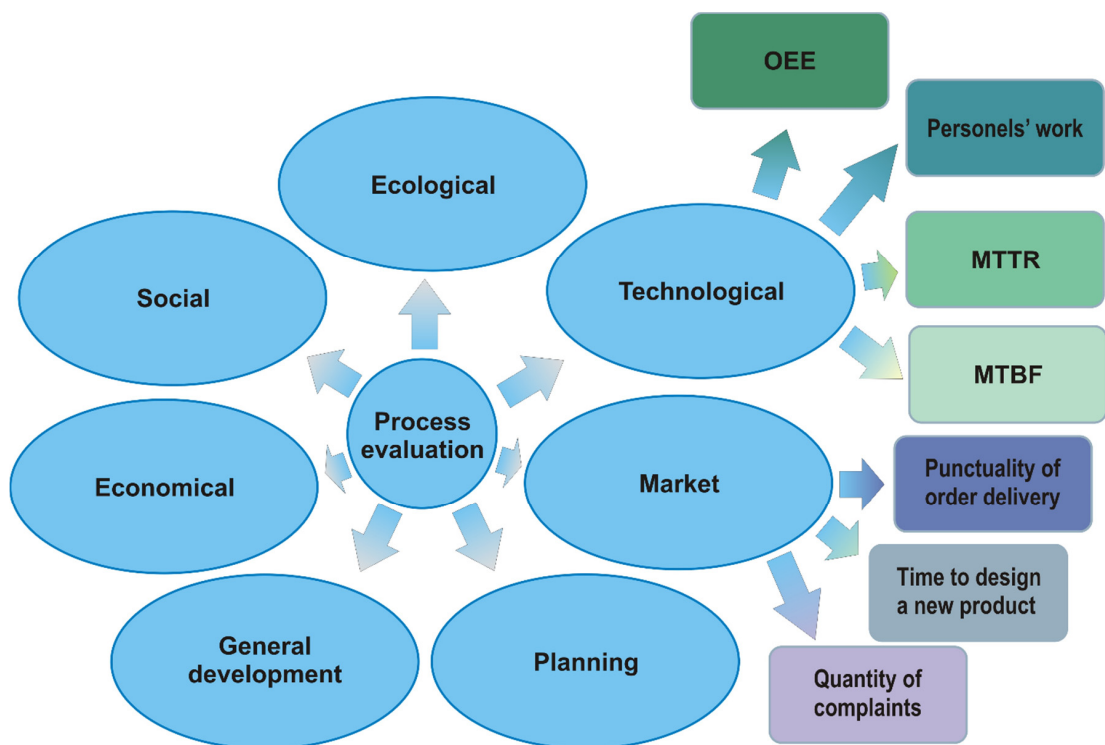 OEE
Personels' work
Ecological
MTTR
Social
Technological
MTBF
Process
evaluation
Punctuality of
order delivery
Economical
Market
Time to design
a new product
General
development
Planning
Quantity of
complaints